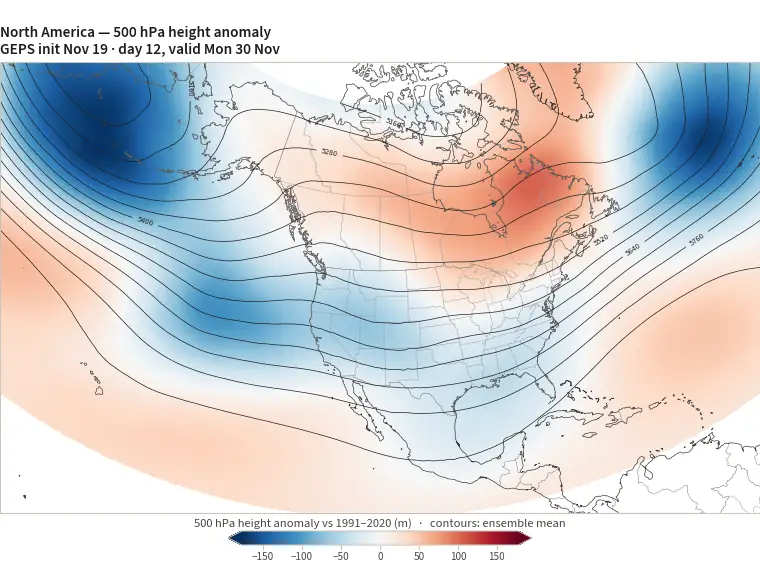 North America — 500 hPa height anomaly
GEPS init Nov 19 · day 12, valid Mon 30 Nov
5160
5280
5400
5520
5640
5760
500 hPa height anomaly vs 1991–2020 (m) · contours: ensemble mean
−150 −100 −50 0 50 100 150